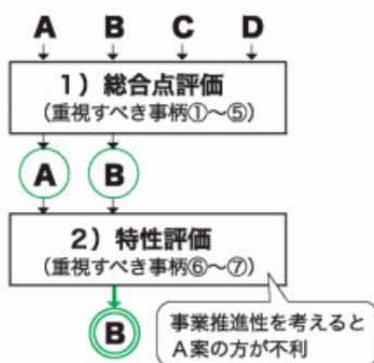 A B C D
1）総合点評価
（重視すべき事柄①～⑤）
A B
2）特性評価
（重視すべき事柄⑥～⑦）
B
事業推進性を考えると
A案の方が不利